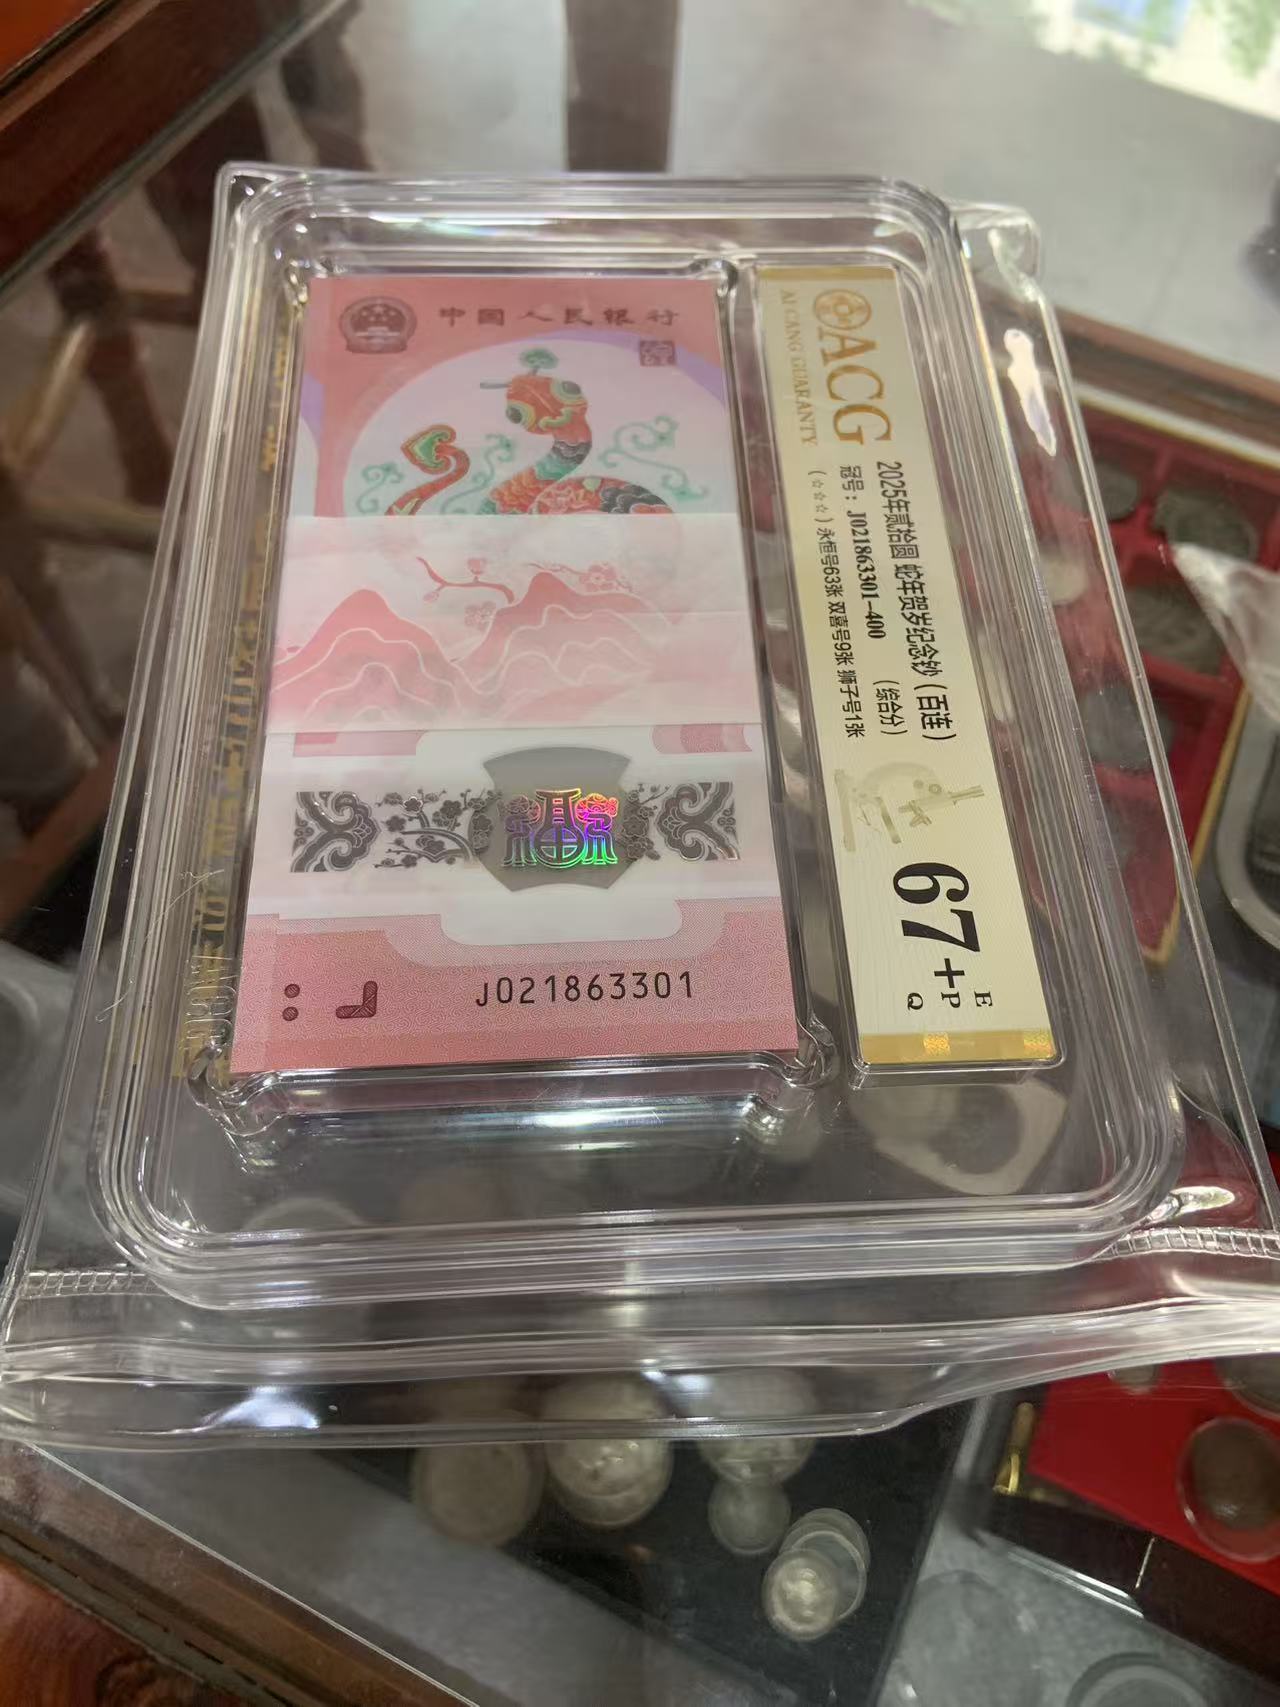 中国人民银行
J021863301
ACG
AI CANG GUARANTY
2025年贰拾圆 蛇年贺岁纪念钞（百连）
冠号：J021863301-400 （综合分）
（☆☆☆）永恒号63张 双喜号9张 狮子号1张
67+
E
P
Q